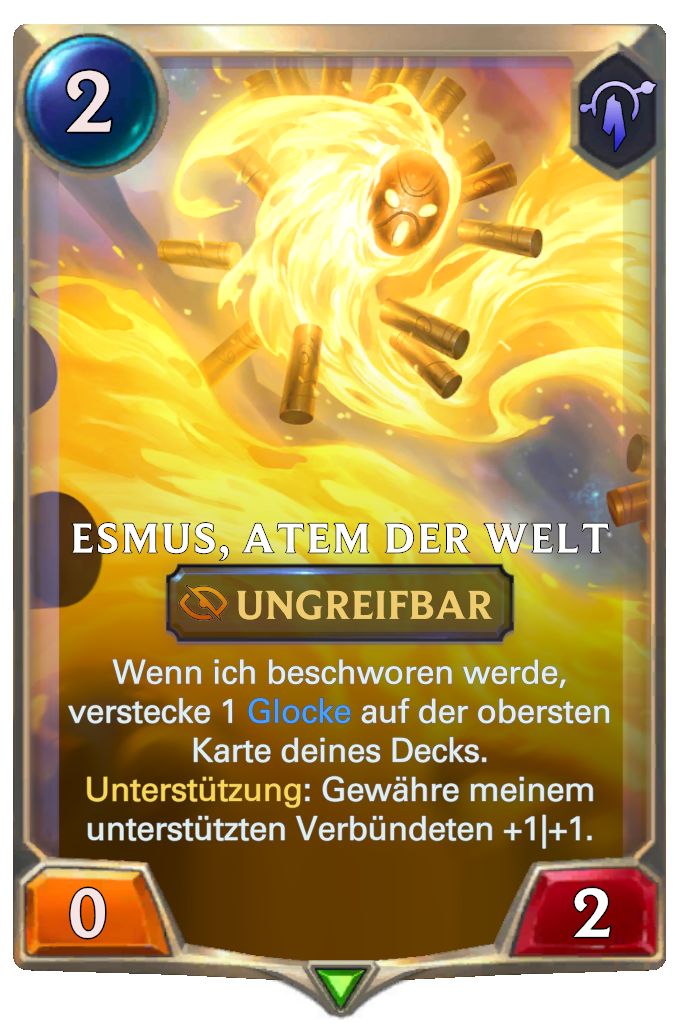 2
ESMUS, ATEM DER WELT
UNGREIFBAR
Wenn ich beschworen werde,
verstecke 1 Glocke auf der obersten
Karte deines Decks.
Unterstützung: Gewähre meinem
unterstützten Verbündeten +1|+1.
0
2